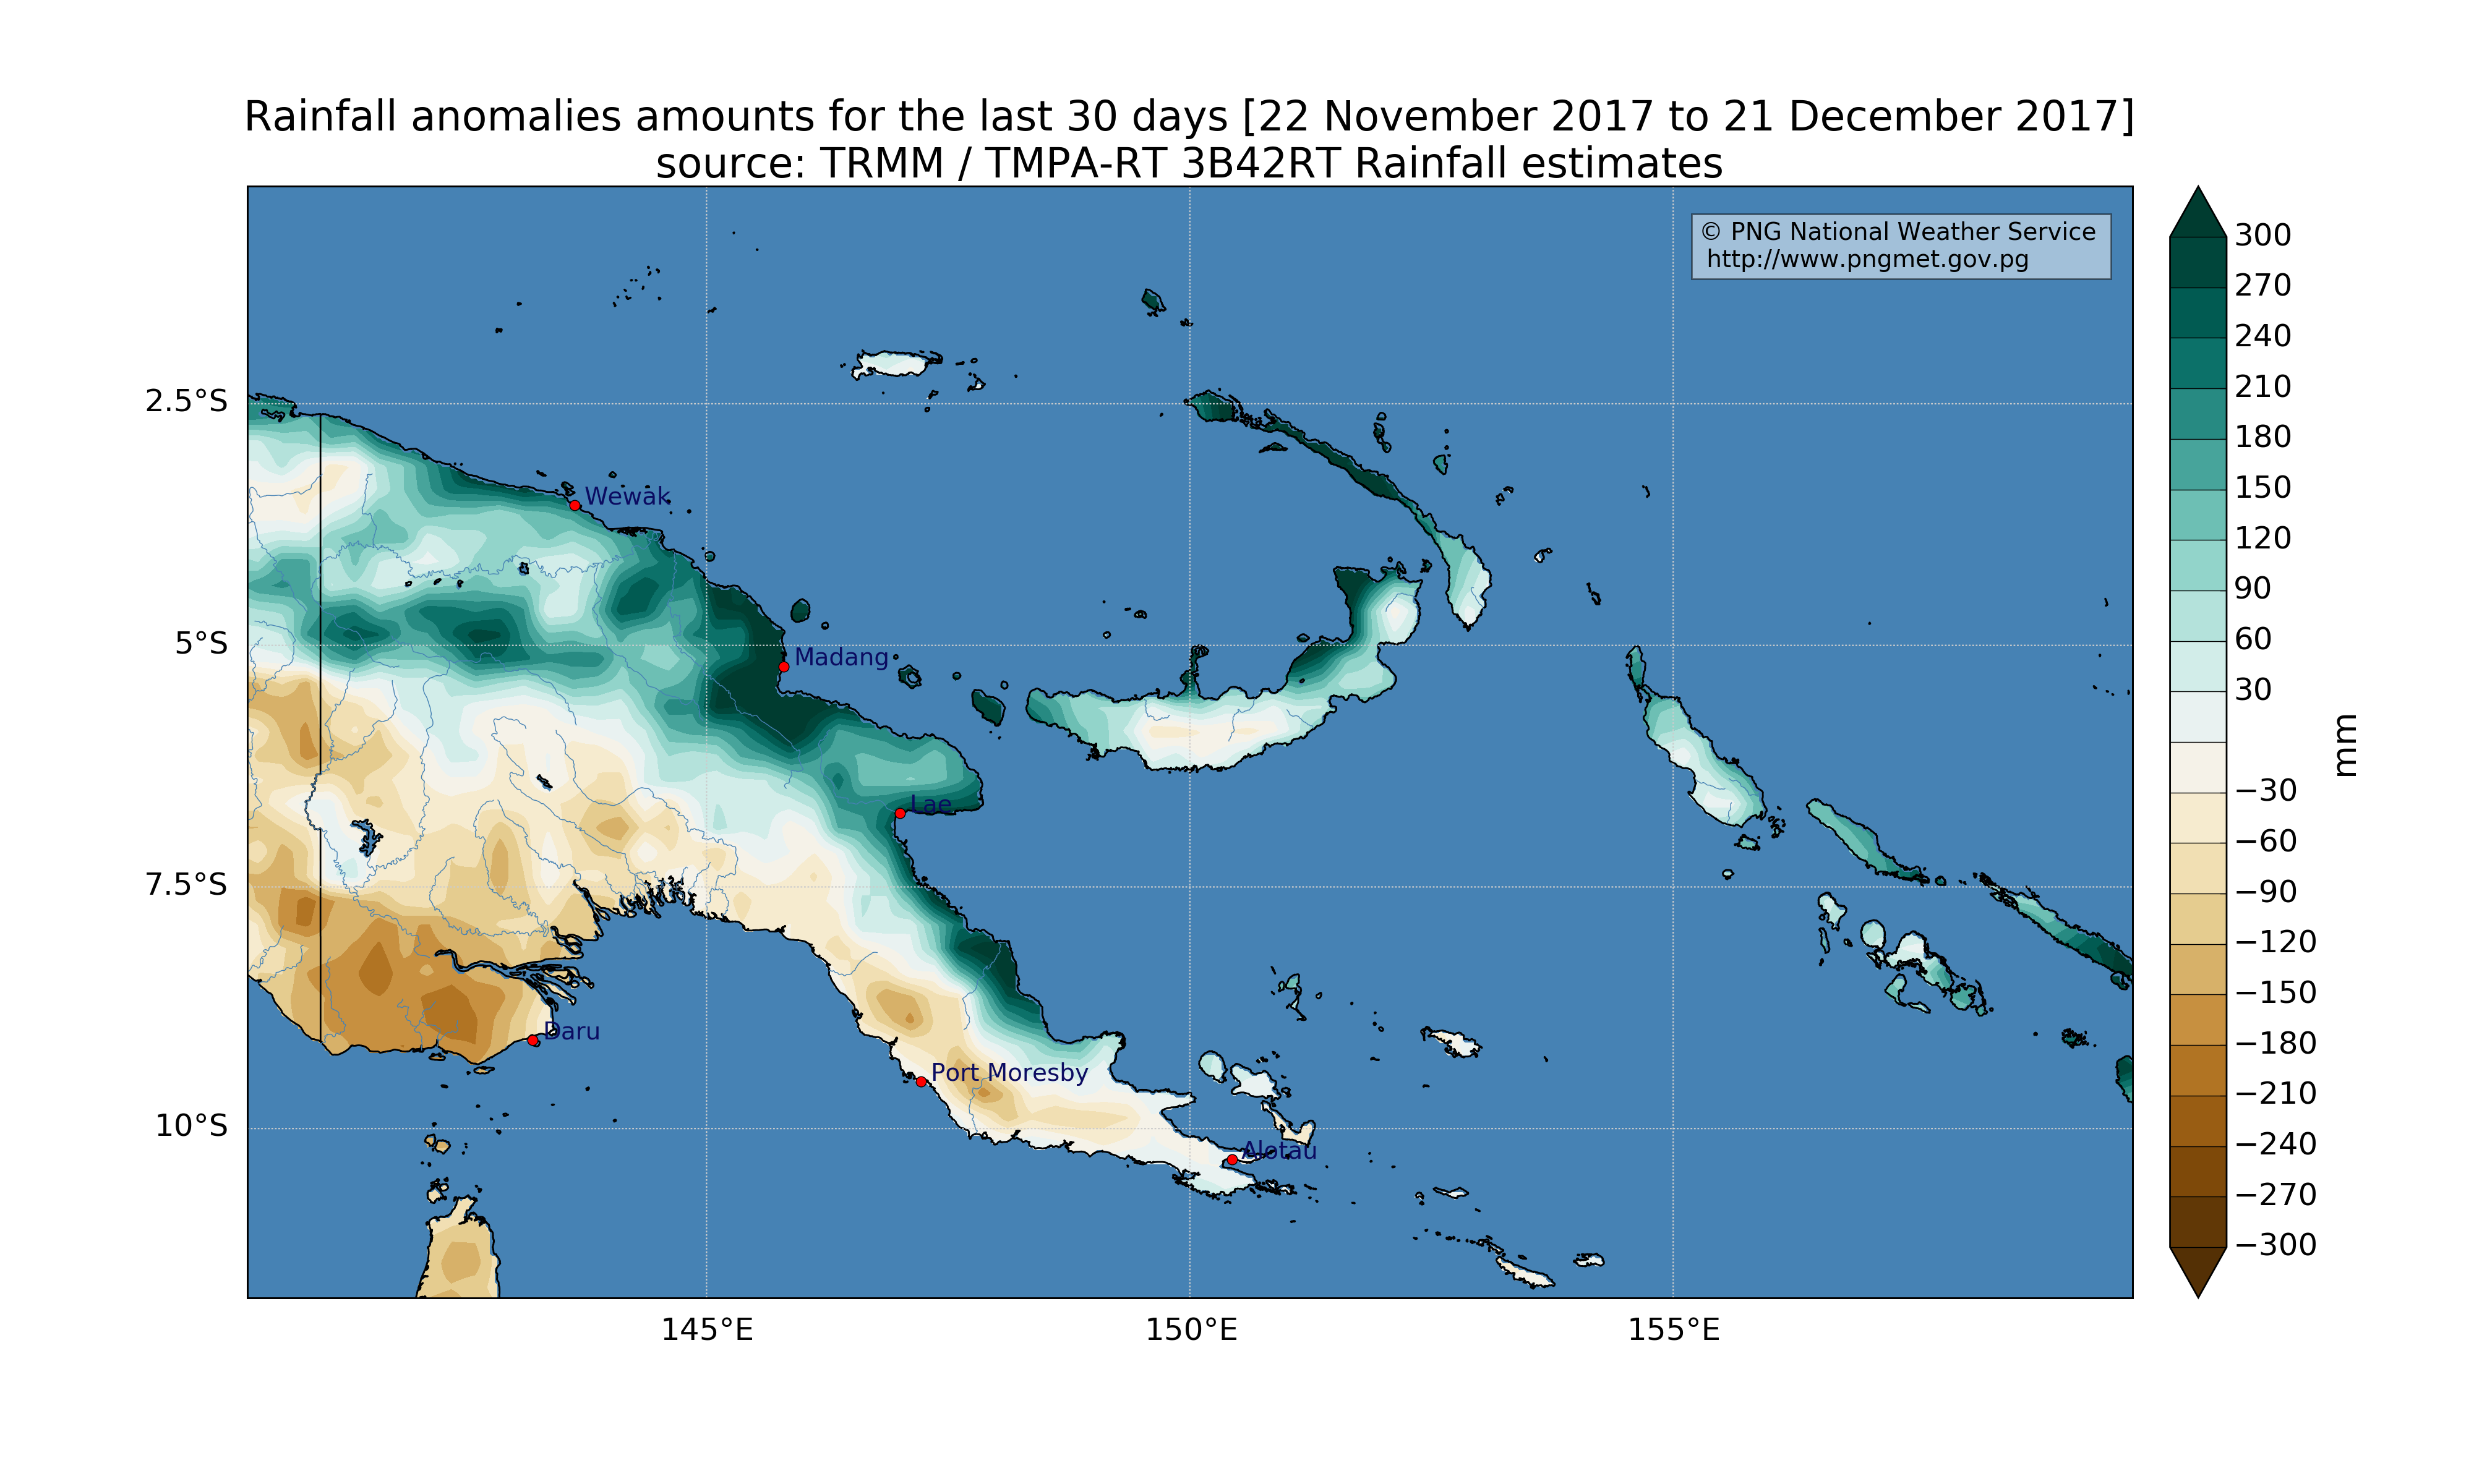 Rainfall anomalies amounts for the last 30 days [22 November 2017 to 21 December 2017]
source: TRMM / TMPA-RT 3B42RT Rainfall estimates
© PNG National Weather Service
http://www.pngmet.gov.pg
2.5°S
5°S
7.5°S
10°S
Wewak
Madang
Lae
Daru
Port Moresby
Alotau
145°E
150°E
155°E
300
270
240
210
180
150
120
90
60
30
−30
−60
−90
−120
−150
−180
−210
−240
−270
−300
mm